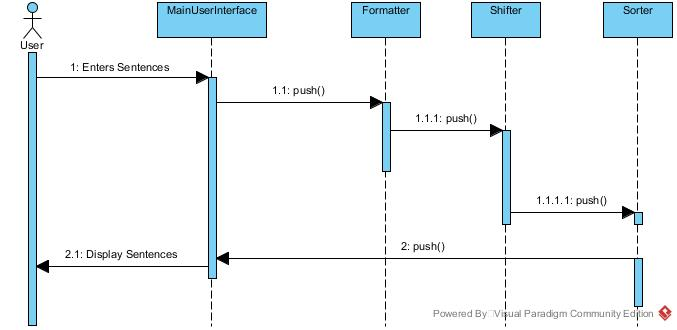 MainUserInterface
Formatter
Shifter
Sorter
User
1: Enters Sentences
1.1: push()
1.1.1: push()
1.1.1.1: push()
2: push()
2.1: Display Sentences
Powered By Visual Paradigm Community Edition